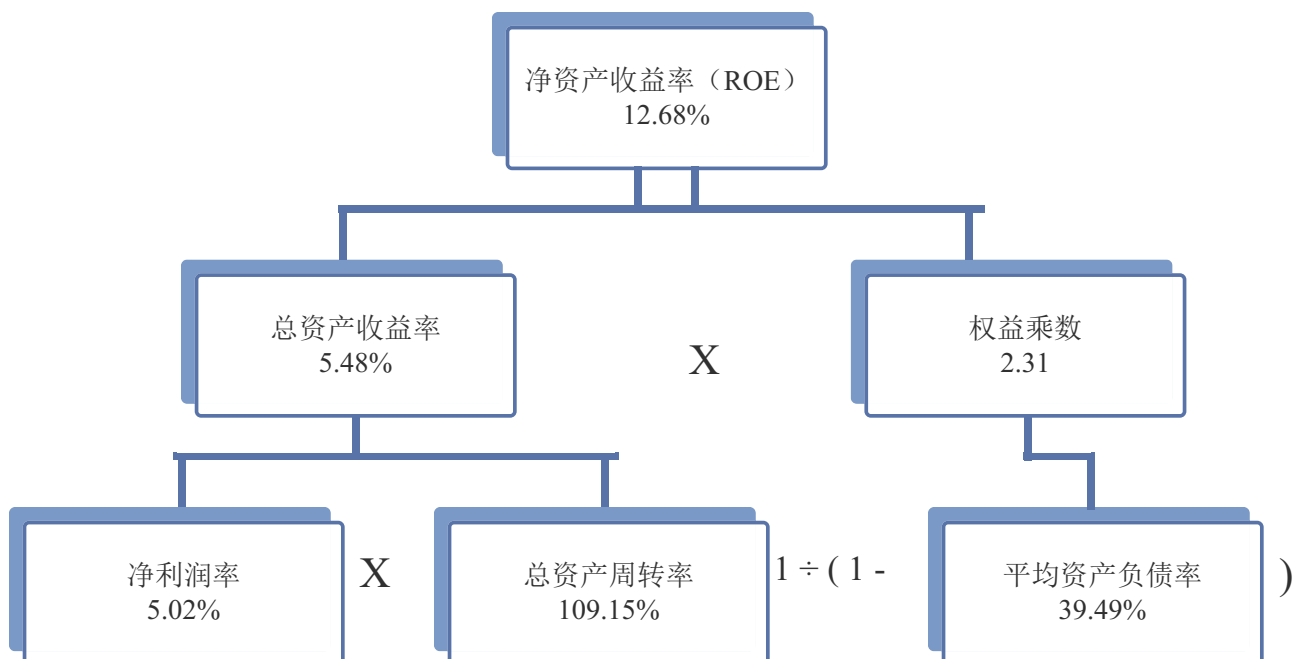 净资产收益率（ROE）
12.68%
总资产收益率
5.48%
X
权益乘数
2.31
净利润率
5.02%
X
总资产周转率
109.15%
1 ÷ ( 1 -
平均资产负债率
39.49%
)